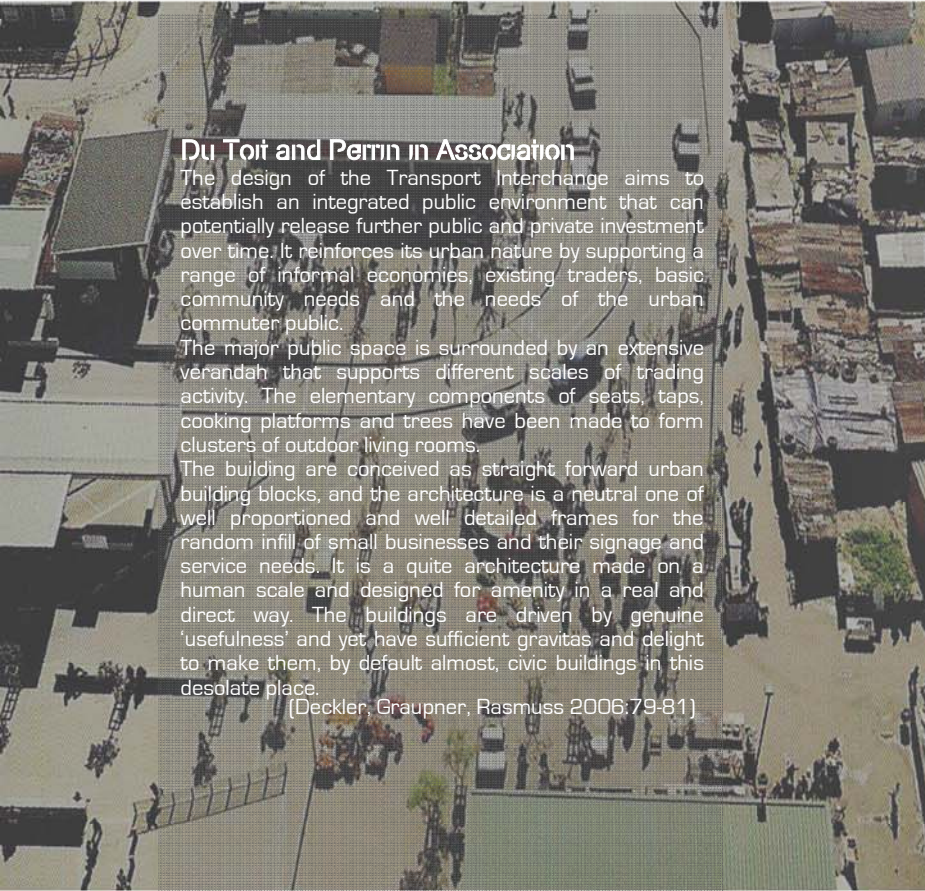 Du Toit and Perrin in Association
The design of the Transport Interchange aims to
establish an integrated public environment that can
potentially release further public and private investment
over time. It reinforces its urban nature by supporting a
range of informal economies, existing traders, basic
community needs and the needs of the urban
commuter public.
The major public space is surrounded by an extensive
verandah that supports different scales of trading
activity. The elementary components of seats, taps,
cooking platforms and trees have been made to form
clusters of outdoor living rooms.
The building are conceived as straight forward urban
building blocks, and the architecture is a neutral one of
well proportioned and well detailed frames for the
random infill of small businesses and their signage and
service needs. It is a quite architecture made on a
human scale and designed for amenity in a real and
direct way. The buildings are driven by genuine
‘usefulness’ and yet have sufficient gravitas and delight
to make them, by default almost, civic buildings in this
desolate place.
(Deckler, Graupner, Rasmuss 2006:79-81)